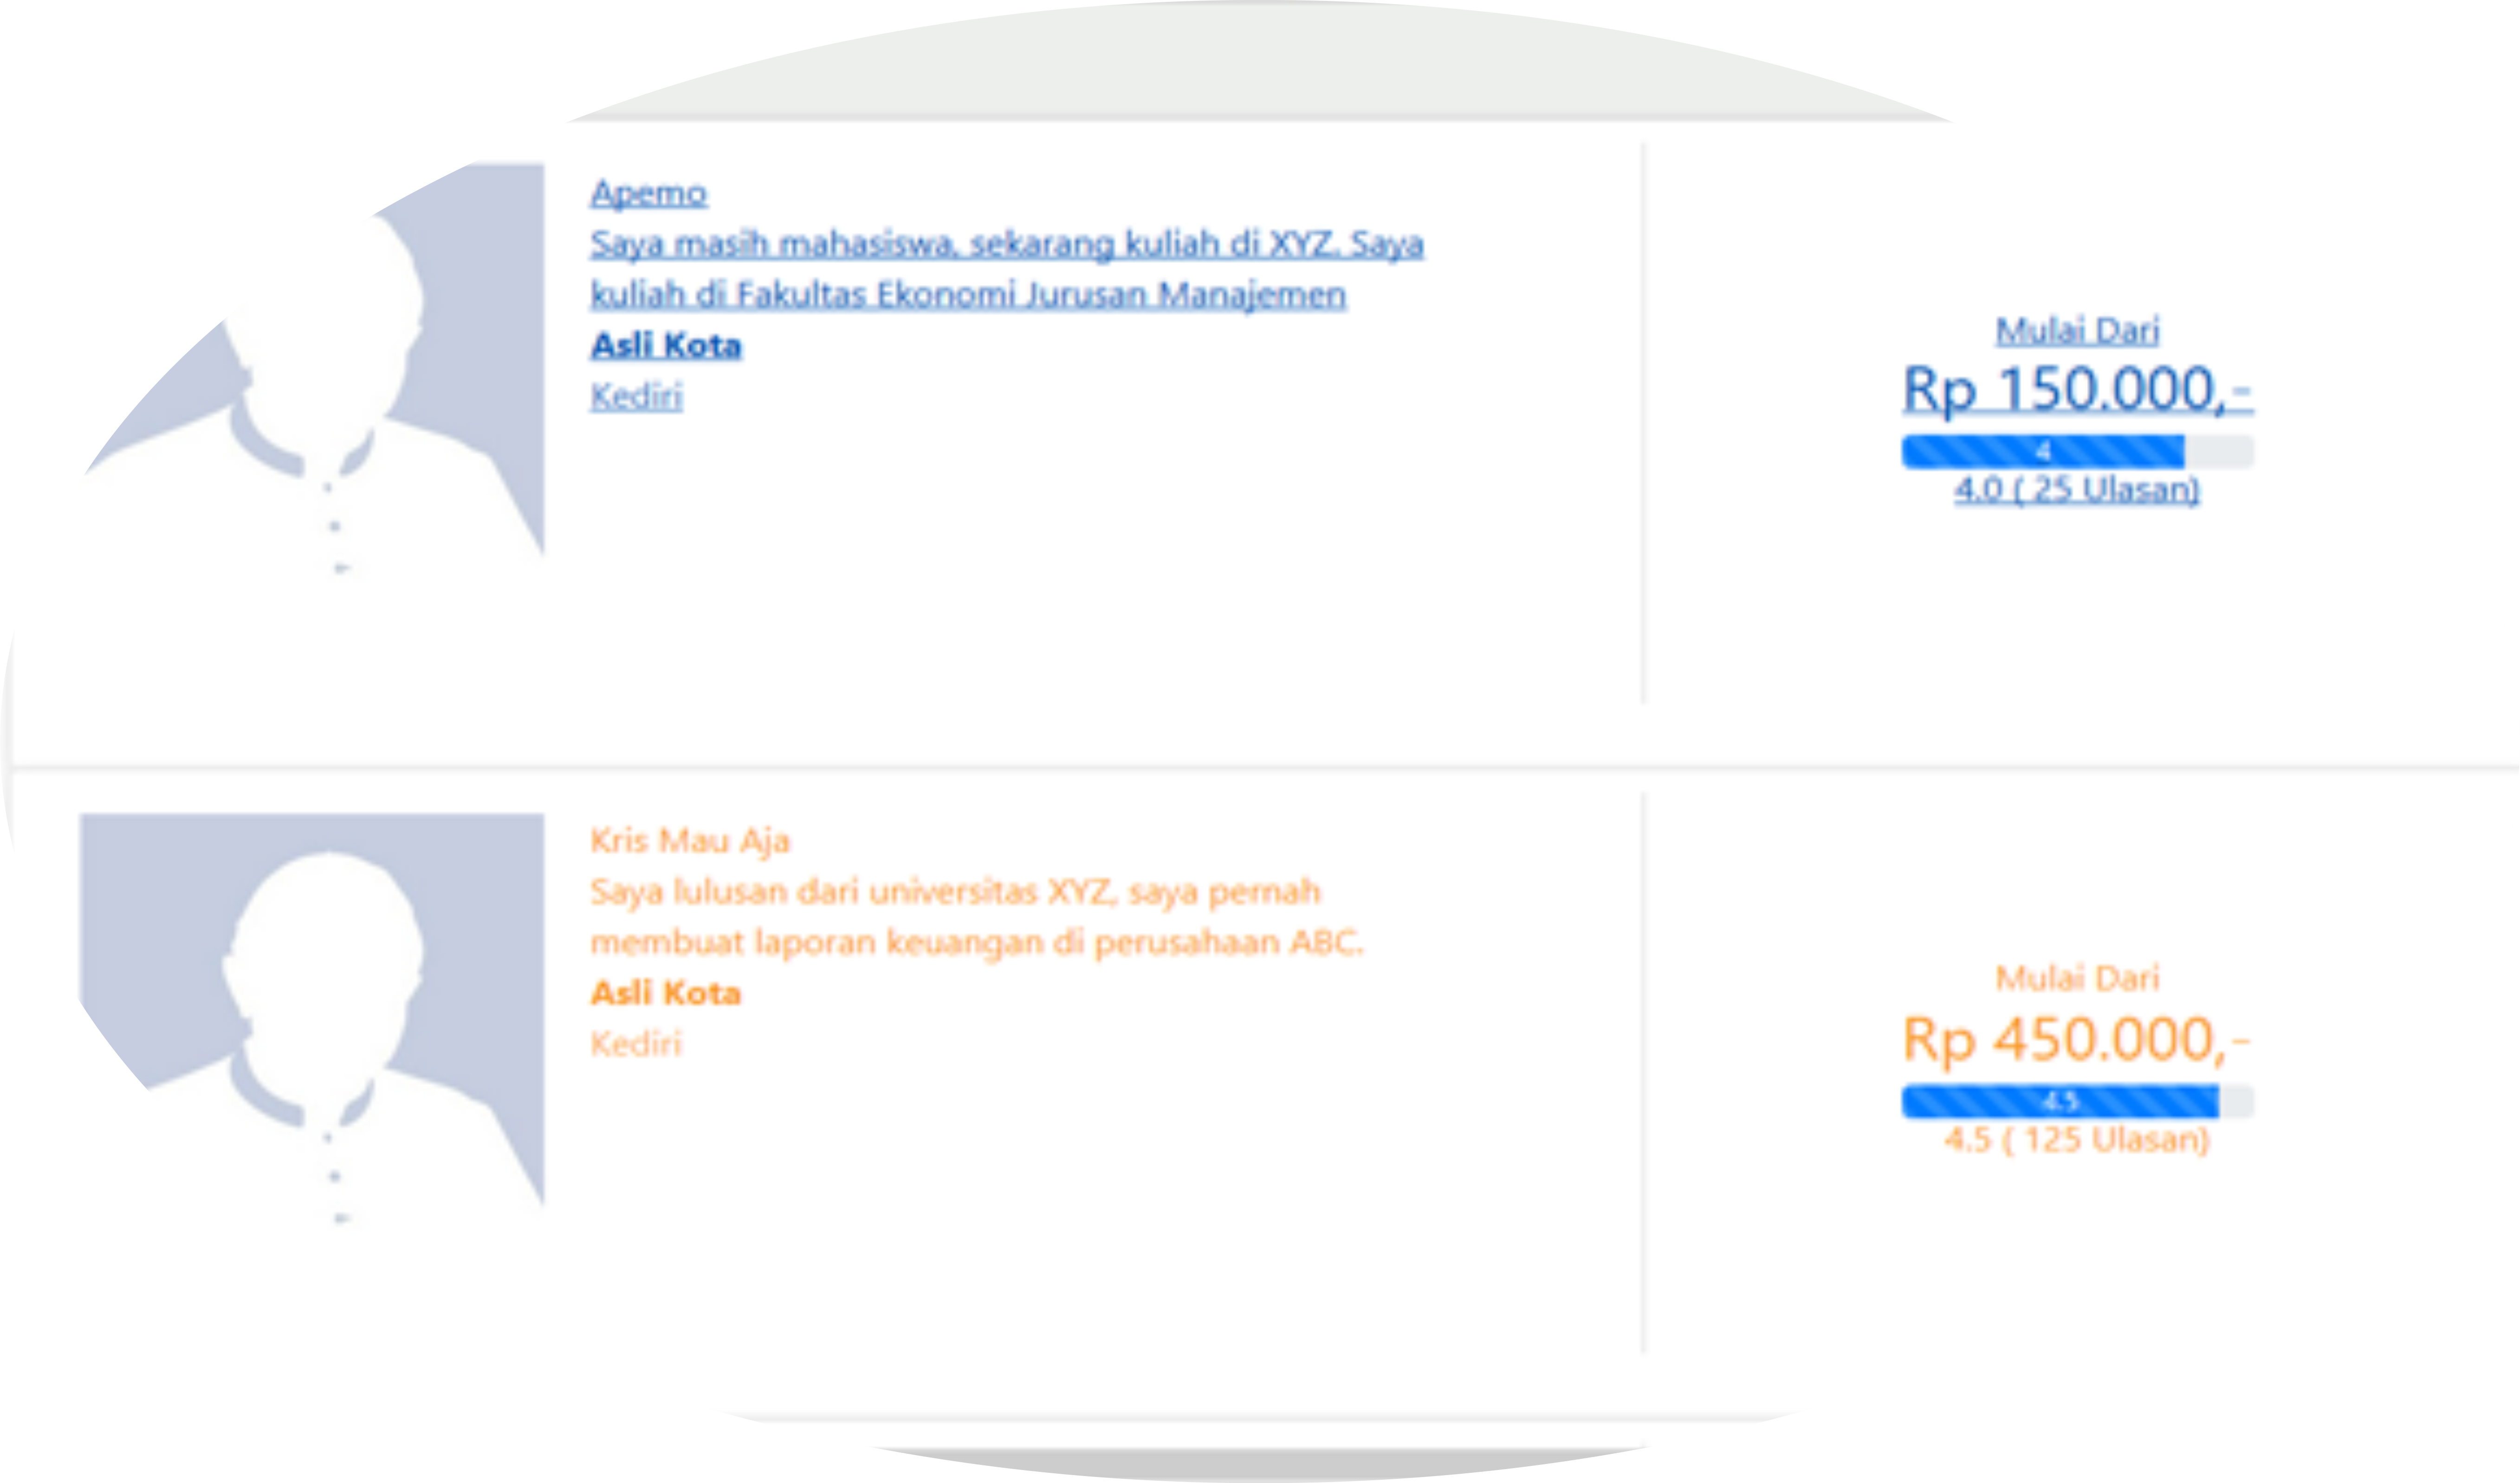 Apemo
Saya masih mahasiswa, sekarang kuliah di XYZ. Saya
kuliah di Fakultas Ekonomi Jurusan Manajemen
Asli Kota
Kediri
Mulai Dari
Rp 150.000,-
4
4.0 ( 25 Ulasan)
Kris Mau Aja
Saya lulusan dari universitas XYZ, saya pernah
membuat laporan keuangan di perusahaan ABC.
Asli Kota
Kediri
Mulai Dari
Rp 450.000,-
4.5
4.5 ( 125 Ulasan)